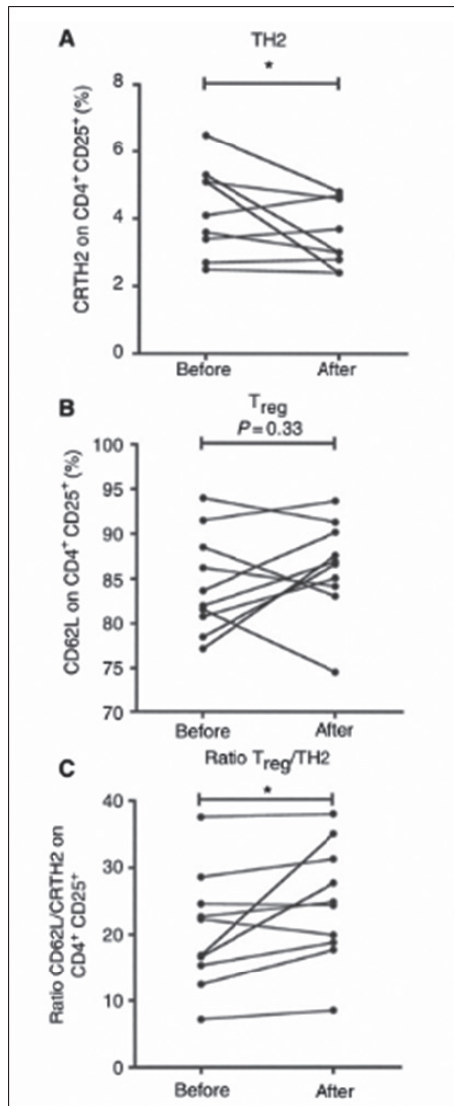 A
TH2
*
CRTH2 on CD4⁺ CD25⁺ (%)
8
6
4
2
0
Before After
B
Treg
P = 0.33
CD62L on CD4⁺ CD25⁺ (%)
100
95
90
85
80
75
70
Before After
C
Ratio Treg/TH2
*
Ratio CD62L/CRTH2 on
CD4⁺ CD25⁺
40
30
20
10
0
Before After